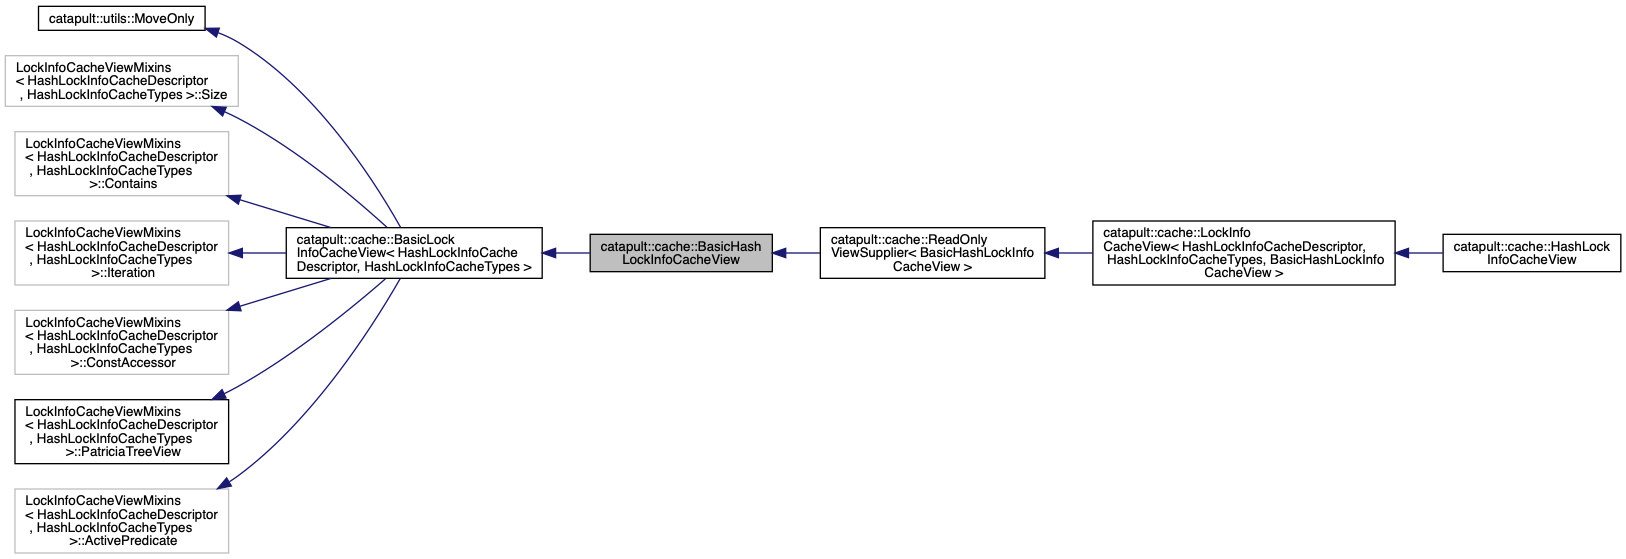 catapult::utils::MoveOnly
LockInfoCacheViewMixins
< HashLockInfoCacheDescriptor
, HashLockInfoCacheTypes >::Size
LockInfoCacheViewMixins
< HashLockInfoCacheDescriptor
, HashLockInfoCacheTypes
>::Contains
LockInfoCacheViewMixins
< HashLockInfoCacheDescriptor
, HashLockInfoCacheTypes
>::Iteration
LockInfoCacheViewMixins
< HashLockInfoCacheDescriptor
, HashLockInfoCacheTypes
>::ConstAccessor
LockInfoCacheViewMixins
< HashLockInfoCacheDescriptor
, HashLockInfoCacheTypes
>::PatriciaTreeView
LockInfoCacheViewMixins
< HashLockInfoCacheDescriptor
, HashLockInfoCacheTypes
>::ActivePredicate
catapult::cache::BasicLock
InfoCacheView< HashLockInfoCache
Descriptor, HashLockInfoCacheTypes >
catapult::cache::BasicHash
LockInfoCacheView
catapult::cache::ReadOnly
ViewSupplier< BasicHashLockInfo
CacheView >
catapult::cache::LockInfo
CacheView< HashLockInfoCacheDescriptor,
HashLockInfoCacheTypes, BasicHashLockInfo
CacheView >
catapult::cache::HashLock
InfoCacheView